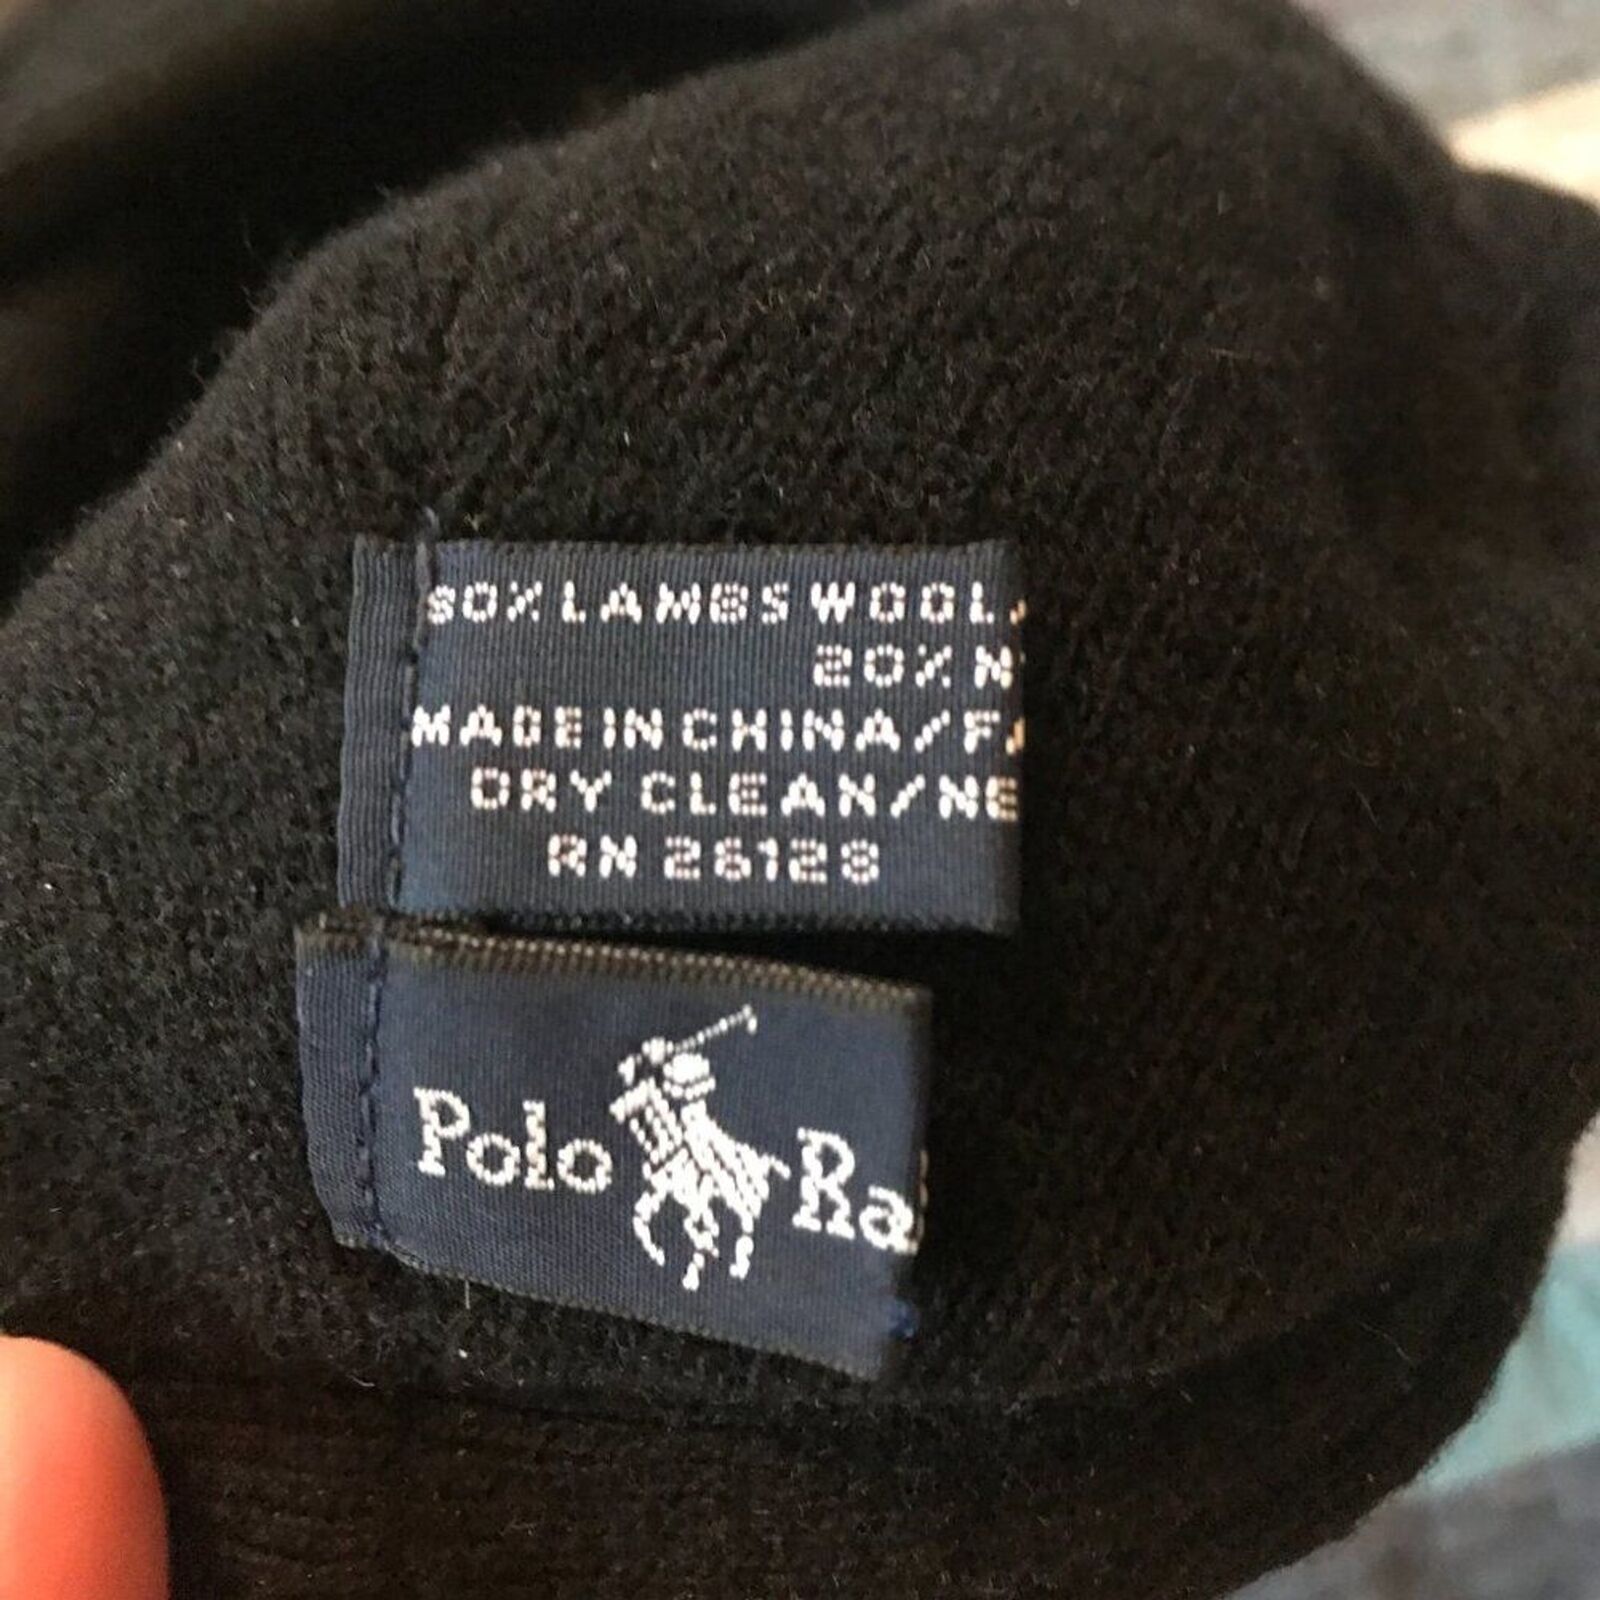 80% LAMBS WOOL
20% N
MADE IN CHINA/F
DRY CLEAN/NE
RN 26128
Polo Ra